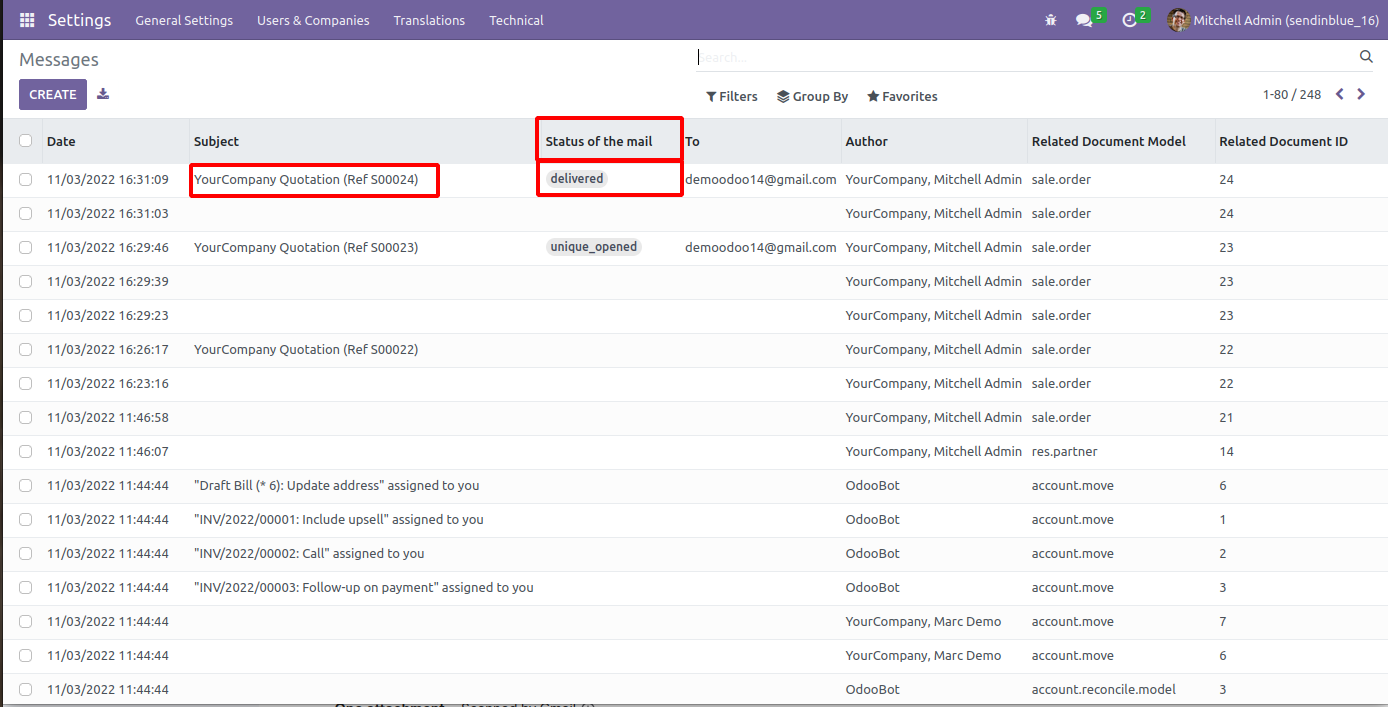 Settings General Settings Users & Companies Translations Technical 5 2 Mitchell Admin (sendinblue_16)
Messages Search...
CREATE Filters Group By Favorites 1-80 / 248
Date Subject Status of the mail To Author Related Document Model Related Document ID
11/03/2022 16:31:09 YourCompany Quotation (Ref S00024) delivered demoodoo14@gmail.com YourCompany, Mitchell Admin sale.order 24
11/03/2022 16:31:03 YourCompany, Mitchell Admin sale.order 24
11/03/2022 16:29:46 YourCompany Quotation (Ref S00023) unique_opened demoodoo14@gmail.com YourCompany, Mitchell Admin sale.order 23
11/03/2022 16:29:39 YourCompany, Mitchell Admin sale.order 23
11/03/2022 16:29:23 YourCompany, Mitchell Admin sale.order 23
11/03/2022 16:26:17 YourCompany Quotation (Ref S00022) YourCompany, Mitchell Admin sale.order 22
11/03/2022 16:23:16 YourCompany, Mitchell Admin sale.order 22
11/03/2022 11:46:58 YourCompany, Mitchell Admin sale.order 21
11/03/2022 11:46:07 YourCompany, Mitchell Admin res.partner 14
11/03/2022 11:44:44 "Draft Bill (* 6): Update address" assigned to you OdooBot account.move 6
11/03/2022 11:44:44 "INV/2022/00001: Include upsell" assigned to you OdooBot account.move 1
11/03/2022 11:44:44 "INV/2022/00002: Call" assigned to you OdooBot account.move 2
11/03/2022 11:44:44 "INV/2022/00003: Follow-up on payment" assigned to you OdooBot account.move 3
11/03/2022 11:44:44 YourCompany, Marc Demo account.move 7
11/03/2022 11:44:44 YourCompany, Marc Demo account.move 6
11/03/2022 11:44:44 OdooBot account.reconcile.model 3